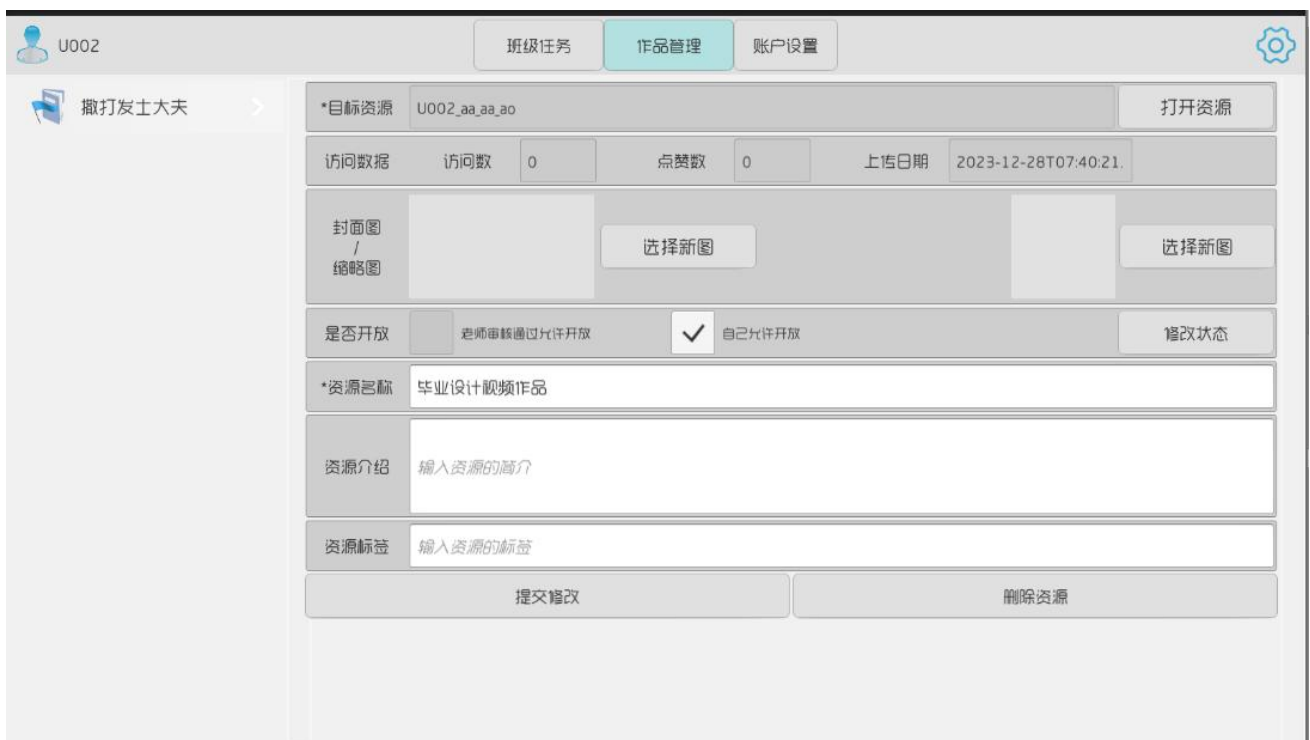 U002
班级任务
作品管理
账户设置
撒打发士大夫
*目标资源
U002_aa_aa_ao
打开资源
访问数据
访问数
0
点赞数
0
上传日期
2023-12-28T07:40:21.
封面图
/
缩略图
选择新图
选择新图
是否开放
老师审核通过允许开放
自己允许开放
修改状态
*资源名称
毕业设计视频作品
资源介绍
输入资源的简介
资源标签
输入资源的标签
提交修改
删除资源